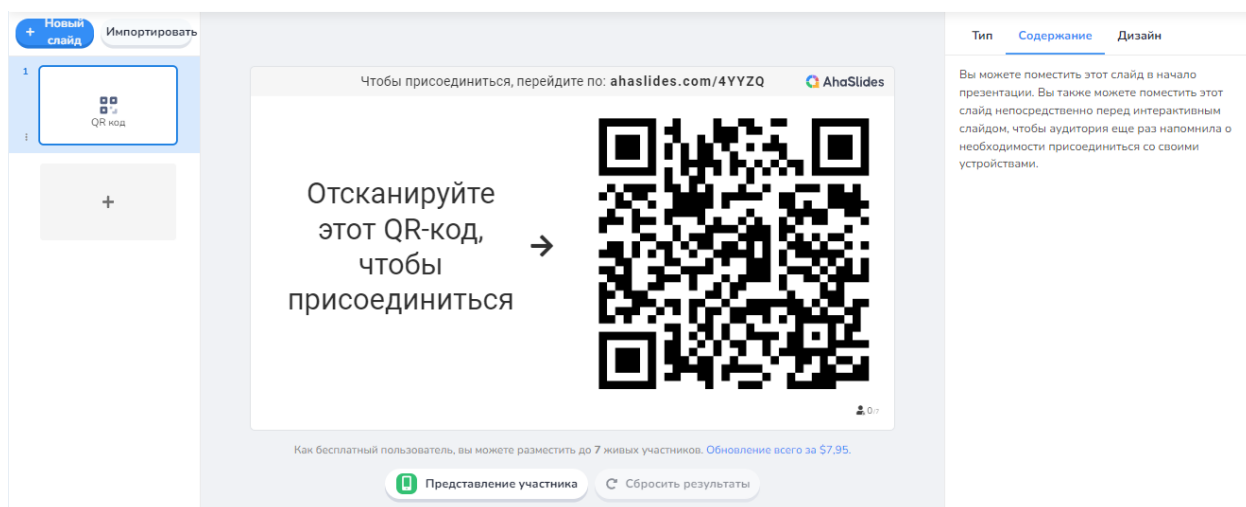 + Новый слайд
Импортировать
1
QR код
+
Чтобы присоединиться, перейдите по: ahaslides.com/4YYZQ
AhaSlides
Отсканируйте
этот QR-код,
чтобы
присоединиться
0/7
Как бесплатный пользователь, вы можете разместить до 7 живых участников. Обновление всего за $7,95.
Представление участника
Сбросить результаты
Тип Содержание Дизайн
Вы можете поместить этот слайд в начало
презентации. Вы также можете поместить этот
слайд непосредственно перед интерактивным
слайдом, чтобы аудитория еще раз напомнила о
необходимости присоединиться со своими
устройствами.